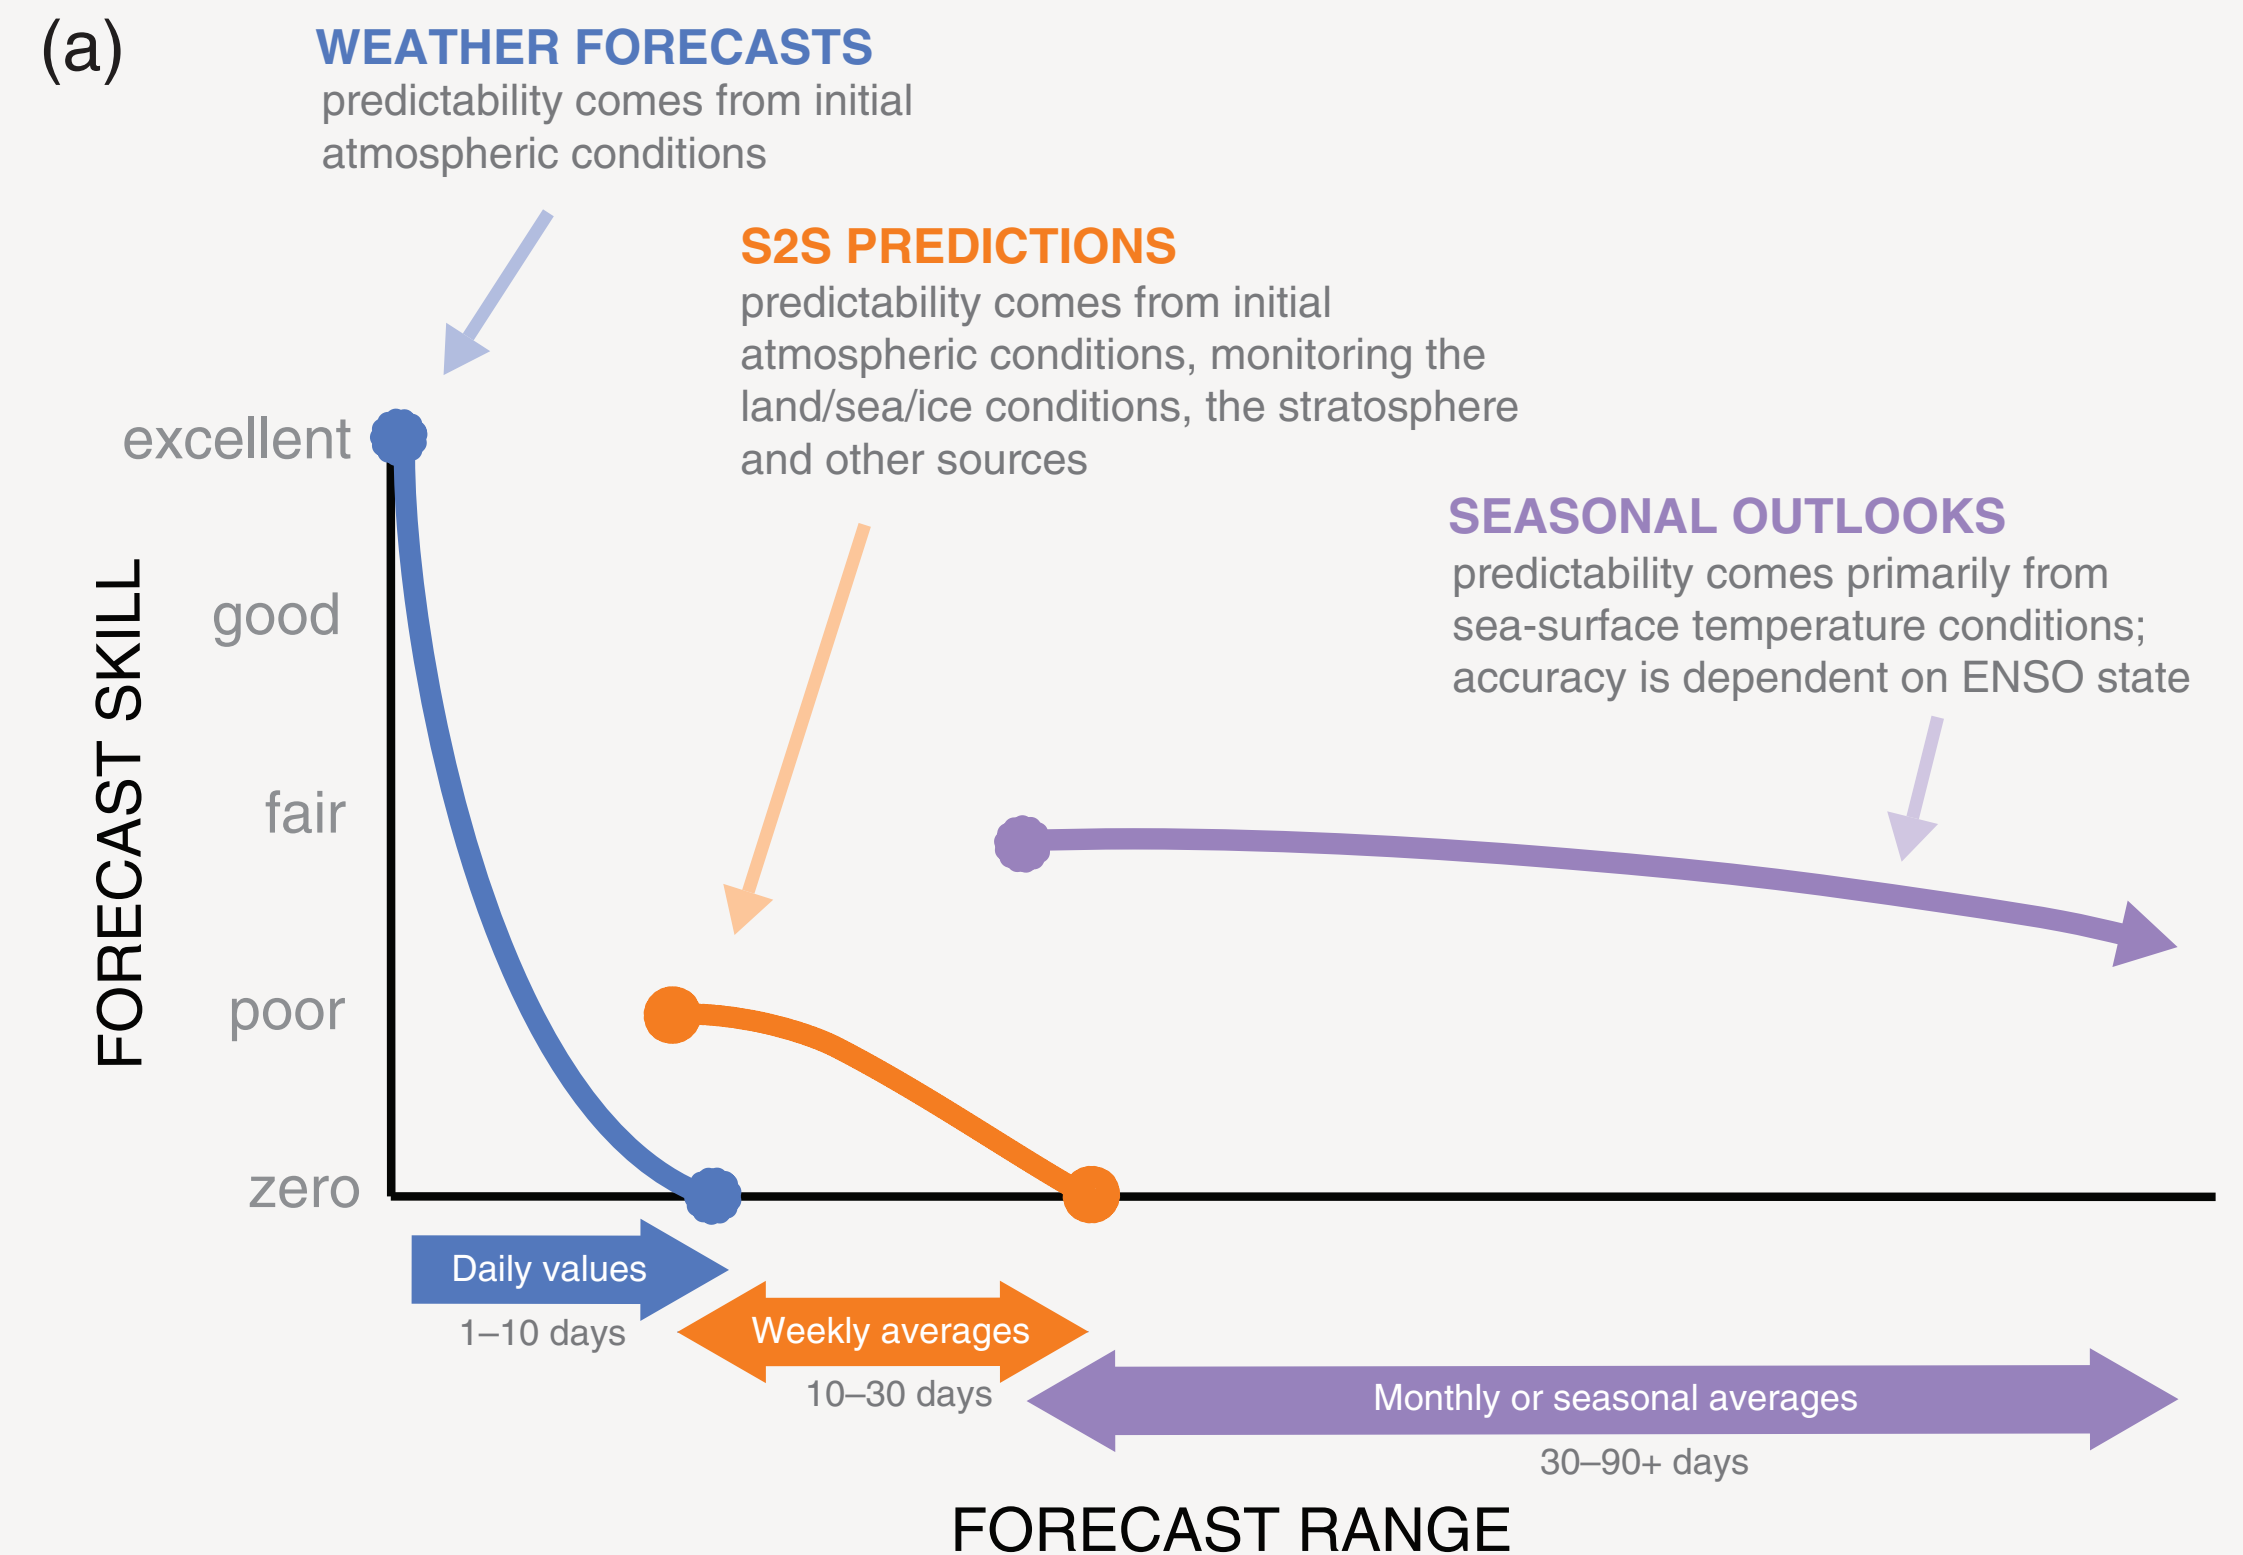 (a)
WEATHER FORECASTS
predictability comes from initial
atmospheric conditions
S2S PREDICTIONS
predictability comes from initial
atmospheric conditions, monitoring the
land/sea/ice conditions, the stratosphere
and other sources
SEASONAL OUTLOOKS
predictability comes primarily from
sea-surface temperature conditions;
accuracy is dependent on ENSO state
FORECAST SKILL
excellent
good
fair
poor
zero
Daily values
1–10 days
Weekly averages
10–30 days
Monthly or seasonal averages
30–90+ days
FORECAST RANGE